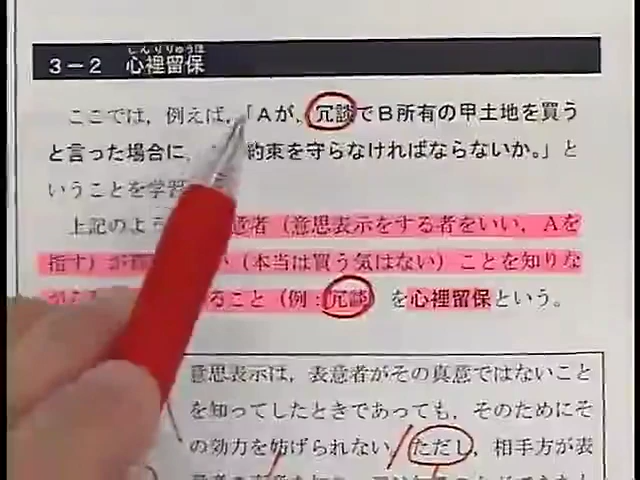 しんりりゅうほ
3－2 心裡留保
ここでは，例えば，「Aが，冗談でB所有の甲土地を買う
と言った場合に，約束を守らなければならないか。」と
いうことを学習
上記のよう意者（意思表示をする者をいい，Aを
指す）がい（本当は買う気はない）ことを知りな
がること（例：冗談）を心裡留保という。
意思表示は，表意者がその真意ではないこと
を知ってしたときであっても，そのためにそ
の効力を妨げられない ただし，相手方が表